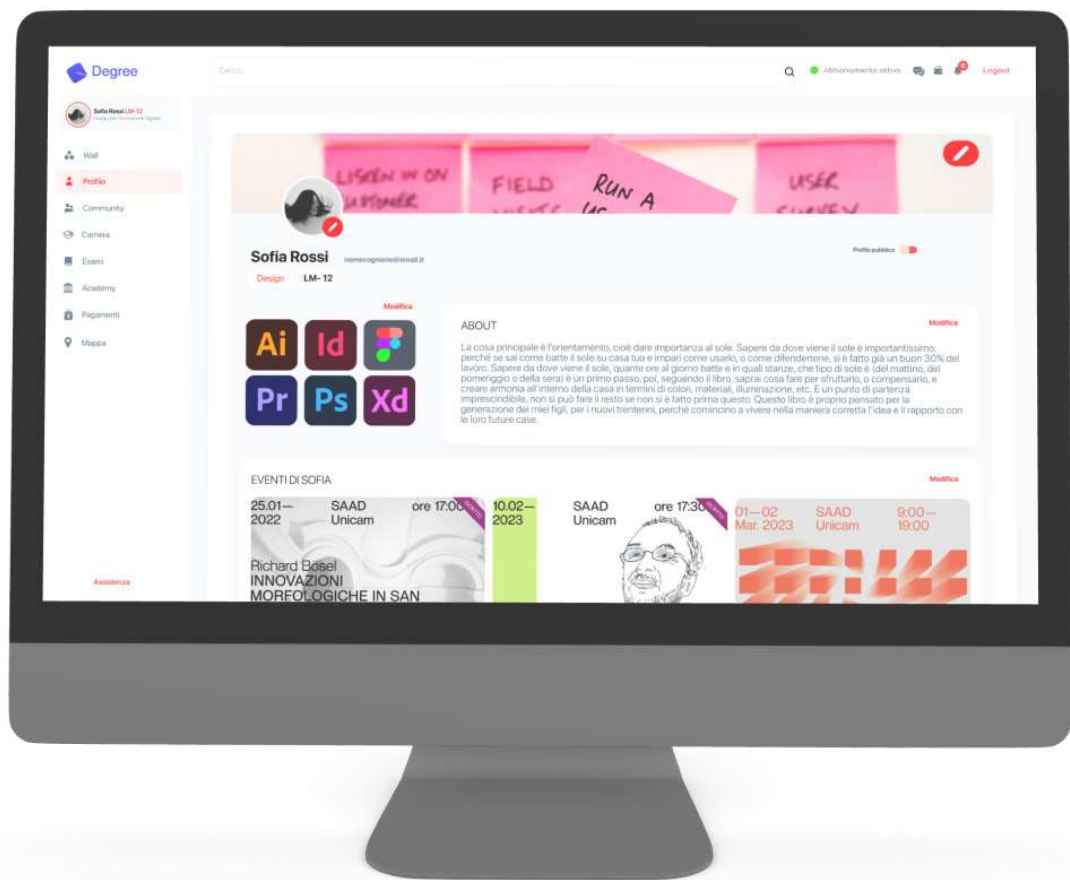 Degree
Cerca..
Abbonamento attivo
Logout
Sofia Rossi LM-12
Wall
Profilo
Community
Carriera
Esami
Academy
Pagamenti
Mappa
Assistenza
LISTEN IN ON
CUSTOMER
FIELD
RUN A
USER
SURVEY
Sofia Rossi nomecognome@email.it
Profilo pubblico
Design LM- 12
Modifica
Ai Id
Pr Ps Xd
ABOUT
Modifica
La cosa principale è l'orientamento, cioè dare importanza al sole. Sapere da dove viene il sole è importantissimo,
perché se sai come batte il sole su casa tua e impari come usarlo, o come difendertene, si è fatto già un buon 30% del
lavoro. Sapere da dove viene il sole, quante ore al giorno batte e in quali stanze, che tipo di sole è (del mattino, del
pomeriggio o della sera) è un primo passo, poi, seguendo il libro, saprai cosa fare per sfruttarlo, o compensarlo, e
creare armonia all'interno della casa in termini di colori, materiali, illuminazione, etc. È un punto di partenza
imprescindibile, non si può fare il resto se non si è fatto prima questo. Questo libro è proprio pensato per la
generazione dei miei figli, per i nuovi trentenni, perché comincino a vivere nella maniera corretta l'idea e il rapporto con
le loro future case.
EVENTI DI SOFIA
Modifica
25.01—
2022
SAAD
Unicam
ore 17:00
Richard Bösel
INNOVAZIONI
MORFOLOGICHE IN SAN
10.02—
2023
SAAD
Unicam
ore 17:30
01—02
Mar. 2023
SAAD
Unicam
9:00—
19:00